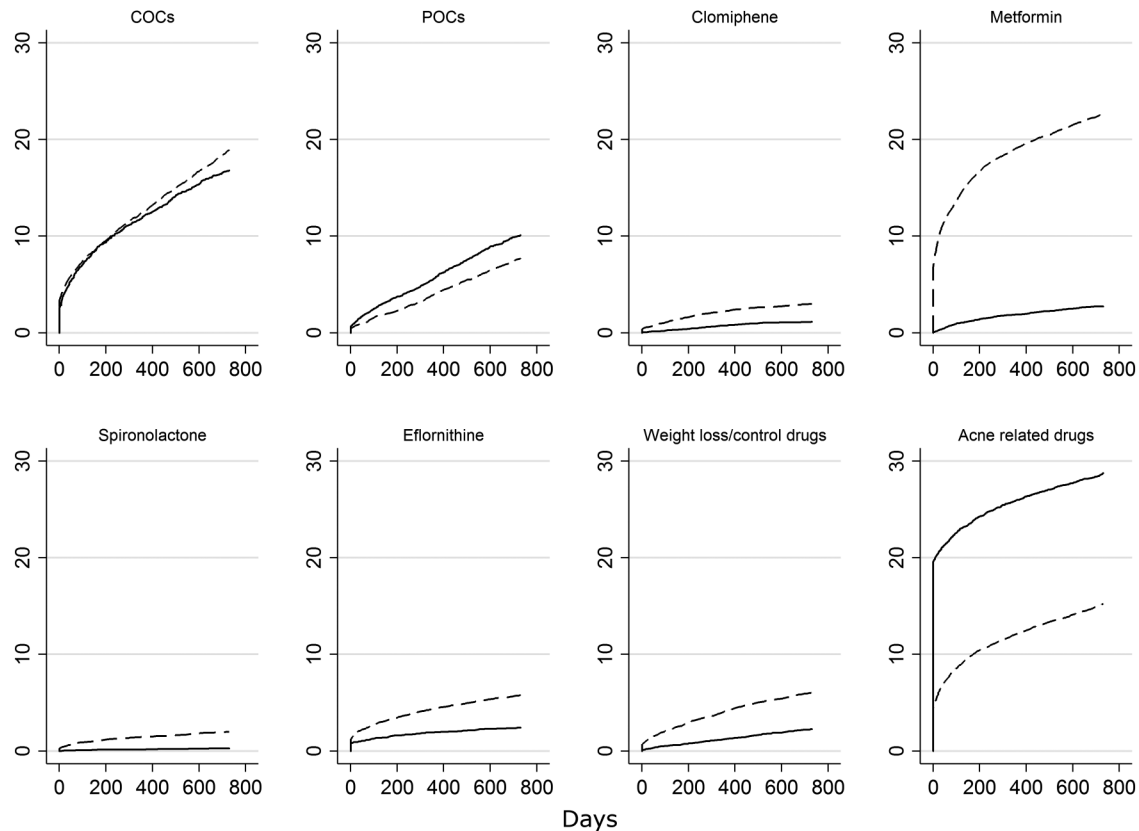 COCs POCs Clomiphene Metformin
30 30 30 30
20 20 20 20
10 10 10 10
0 0 0 0
0 200 400 600 800 0 200 400 600 800 0 200 400 600 800 0 200 400 600 800
Spironolactone Eflornithine Weight loss/control drugs Acne related drugs
30 30 30 30
20 20 20 20
10 10 10 10
0 0 0 0
0 200 400 600 800 0 200 400 600 800 0 200 400 600 800 0 200 400 600 800
Days